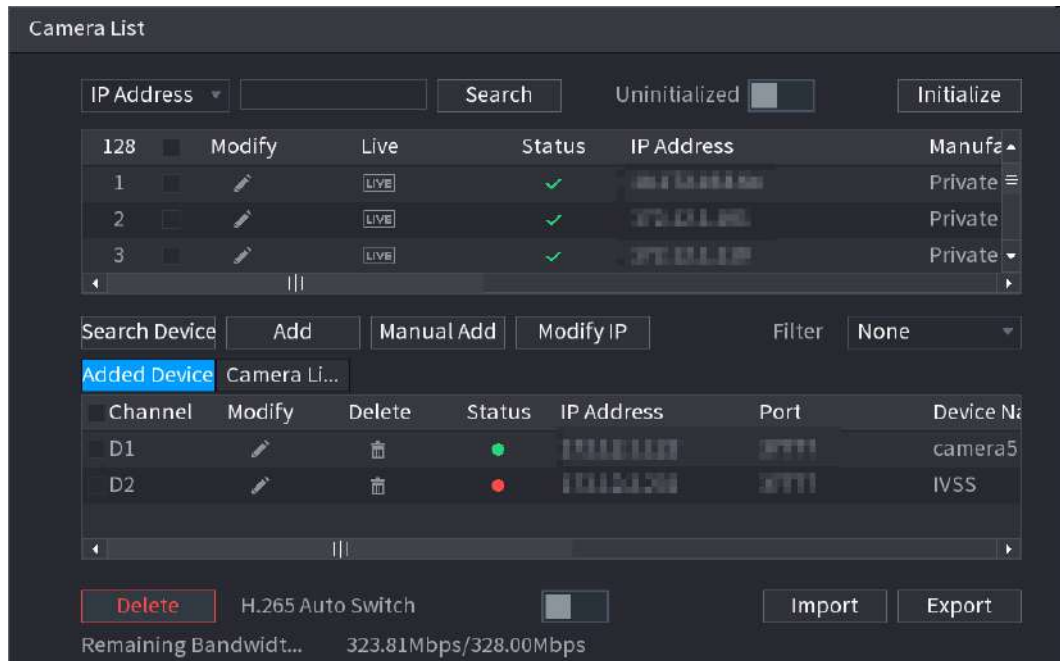 Camera List
IP Address Search Uninitialized Initialize
128 Modify Live Status IP Address Manufa
1 LIVE Private
2 LIVE Private
3 LIVE Private
Search Device Add Manual Add Modify IP Filter None
Added Device Camera Li...
Channel Modify Delete Status IP Address Port Device Na
D1 camera5
D2 IVSS
Delete H.265 Auto Switch Import Export
Remaining Bandwidt... 323.81Mbps/328.00Mbps